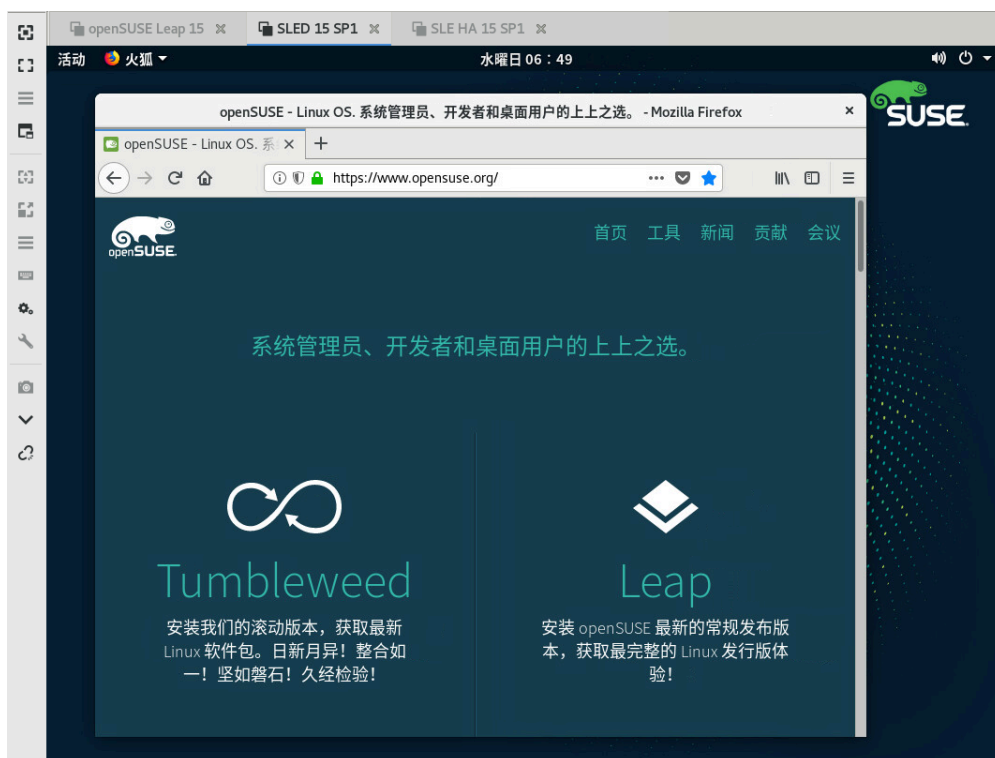 openSUSE Leap 15
SLED 15 SP1
SLE HA 15 SP1
活动 火狐 水曜日 06：49
SUSE.
openSUSE - Linux OS. 系统管理员、开发者和桌面用户的上上之选。 - Mozilla Firefox
openSUSE - Linux OS. 系
https://www.opensuse.org/
openSUSE.
首页 工具 新闻 贡献 会议
系统管理员、开发者和桌面用户的上上之选。
Tumbleweed
安装我们的滚动版本，获取最新
Linux 软件包。日新月异！整合如
一！坚如磐石！久经检验！
Leap
安装 openSUSE 最新的常规发布版
本，获取最完整的 Linux 发行版体
验！